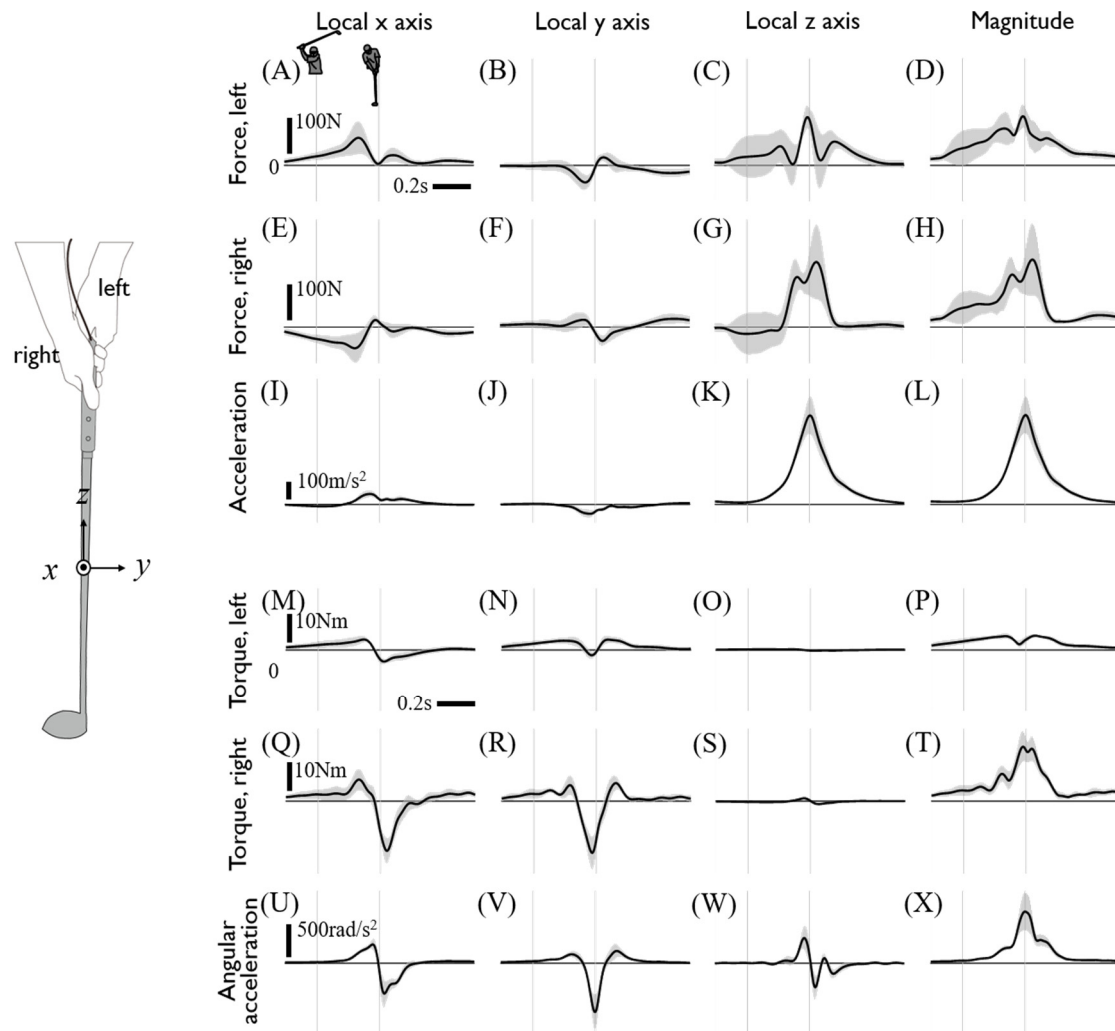 Local x axis Local y axis Local z axis Magnitude
(A) (B) (C) (D)
Force, left
100N
0
0.2s
(E) (F) (G) (H)
Force, right
100N
left
right
(I) (J) (K) (L)
Acceleration
100m/s²
z
x
y
(M) (N) (O) (P)
Torque, left
10Nm
0
0.2s
(Q) (R) (S) (T)
Torque, right
10Nm
(U) (V) (W) (X)
Angular
acceleration
500rad/s²